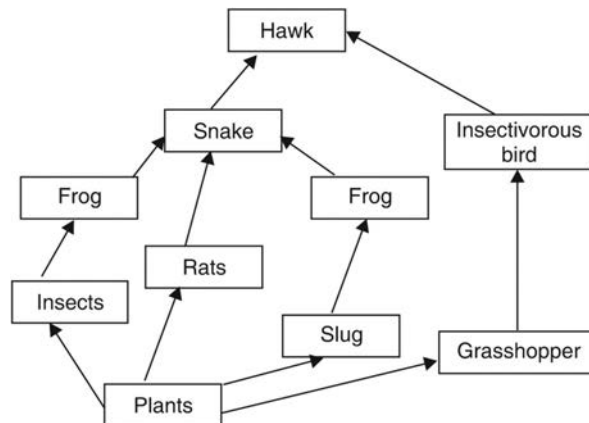 Hawk
Snake
Insectivorous
bird
Frog
Frog
Rats
Insects
Slug
Grasshopper
Plants